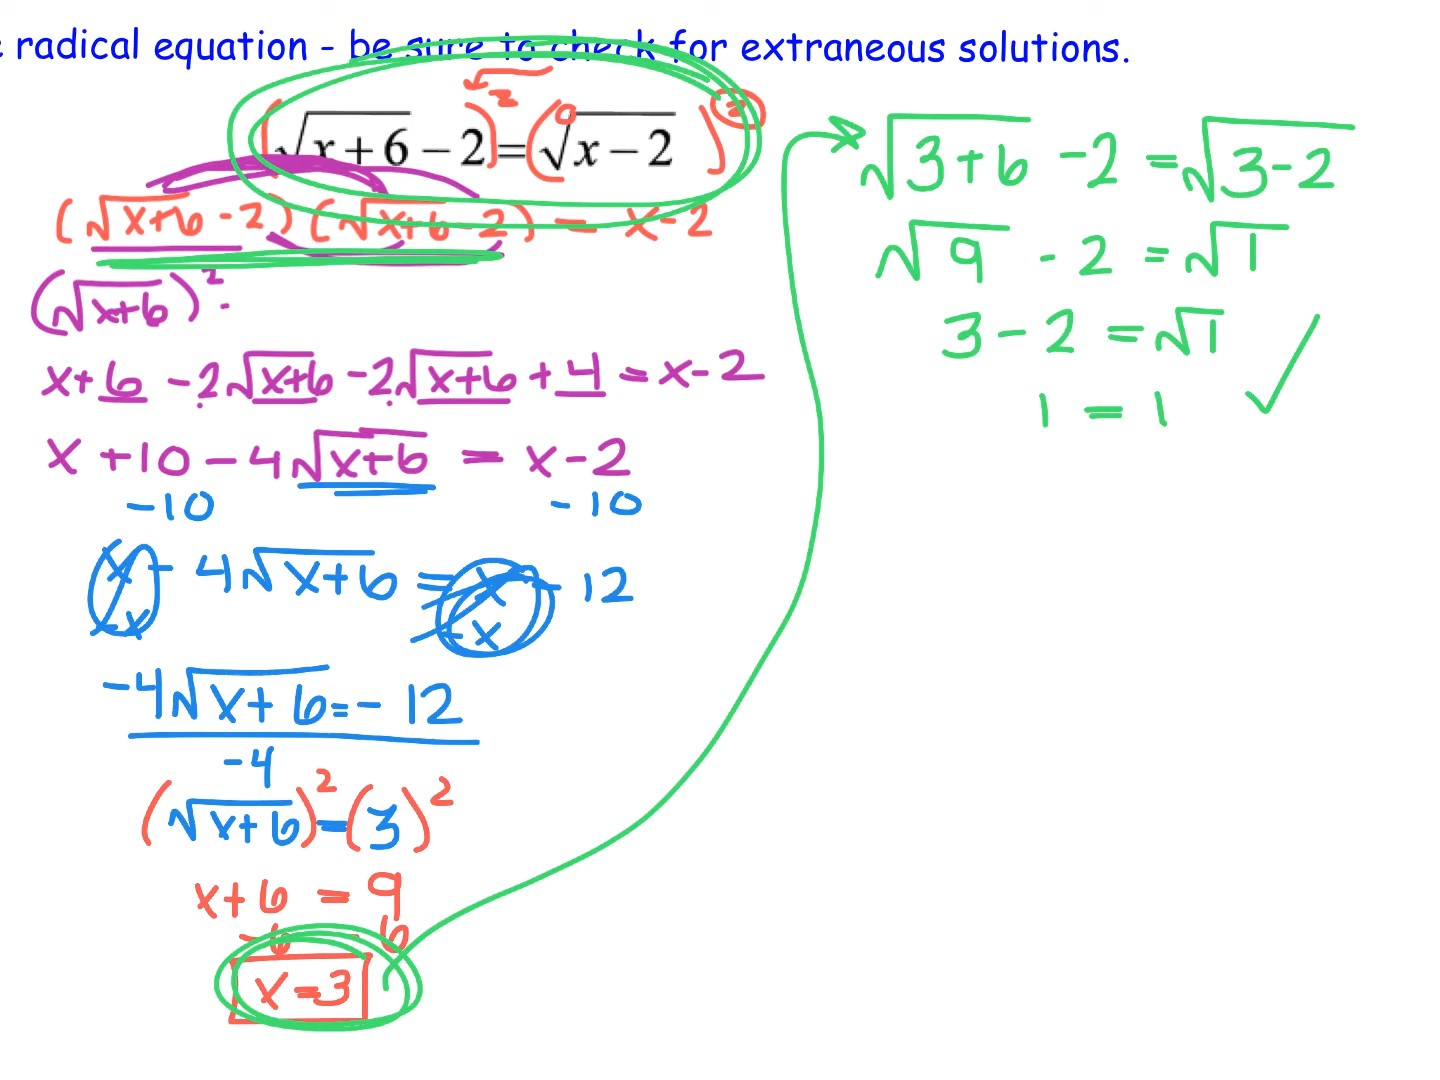 radical equation - be sure to check for extraneous solutions.
(√(x+6) - 2)² = (√(x-2))²
(√(x+6) - 2)(√(x+6) - 2) = x-2
(√(x+6))²
x+6 -2√(x+6) -2√(x+6) +4 = x-2
x +10 -4√(x+6) = x-2
-10 -10
x - 4√(x+6) = x - 12
-x -x
-4√(x+6) = -12
-4
(√(x+6))² = (3)²
x+6 = 9
-6 -6
x=3
√(3+6) -2 = √(3-2)
√9 -2 = √1
3-2 = √1
1 = 1 ✓